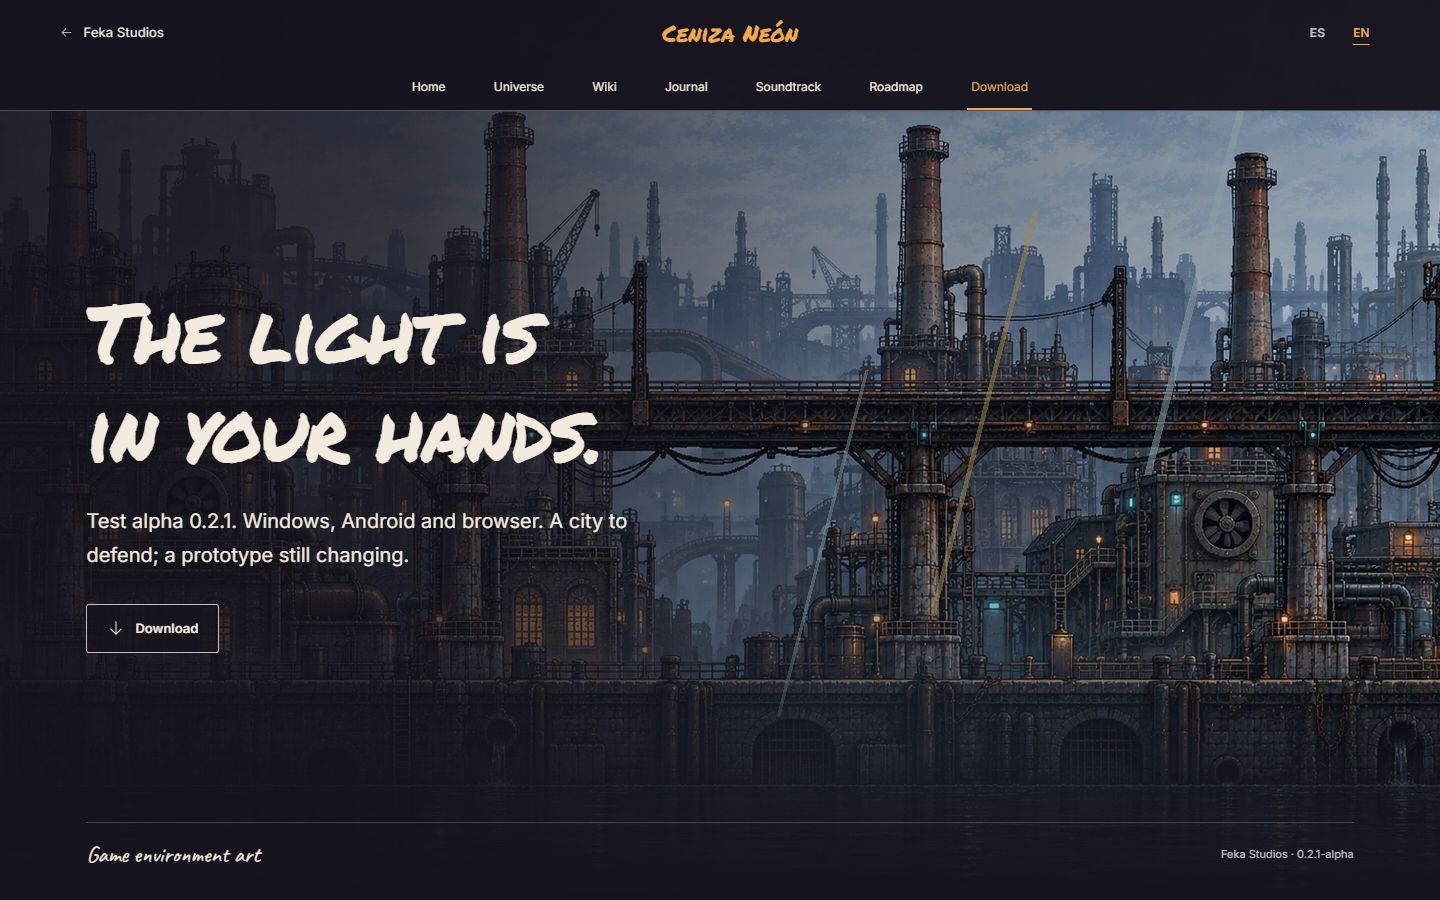 Feka Studios
Ceniza Neón
ES EN
Home Universe Wiki Journal Soundtrack Roadmap Download
The light is
in your hands.
Test alpha 0.2.1. Windows, Android and browser. A city to
defend; a prototype still changing.
Download
Game environment art
Feka Studios · 0.2.1-alpha